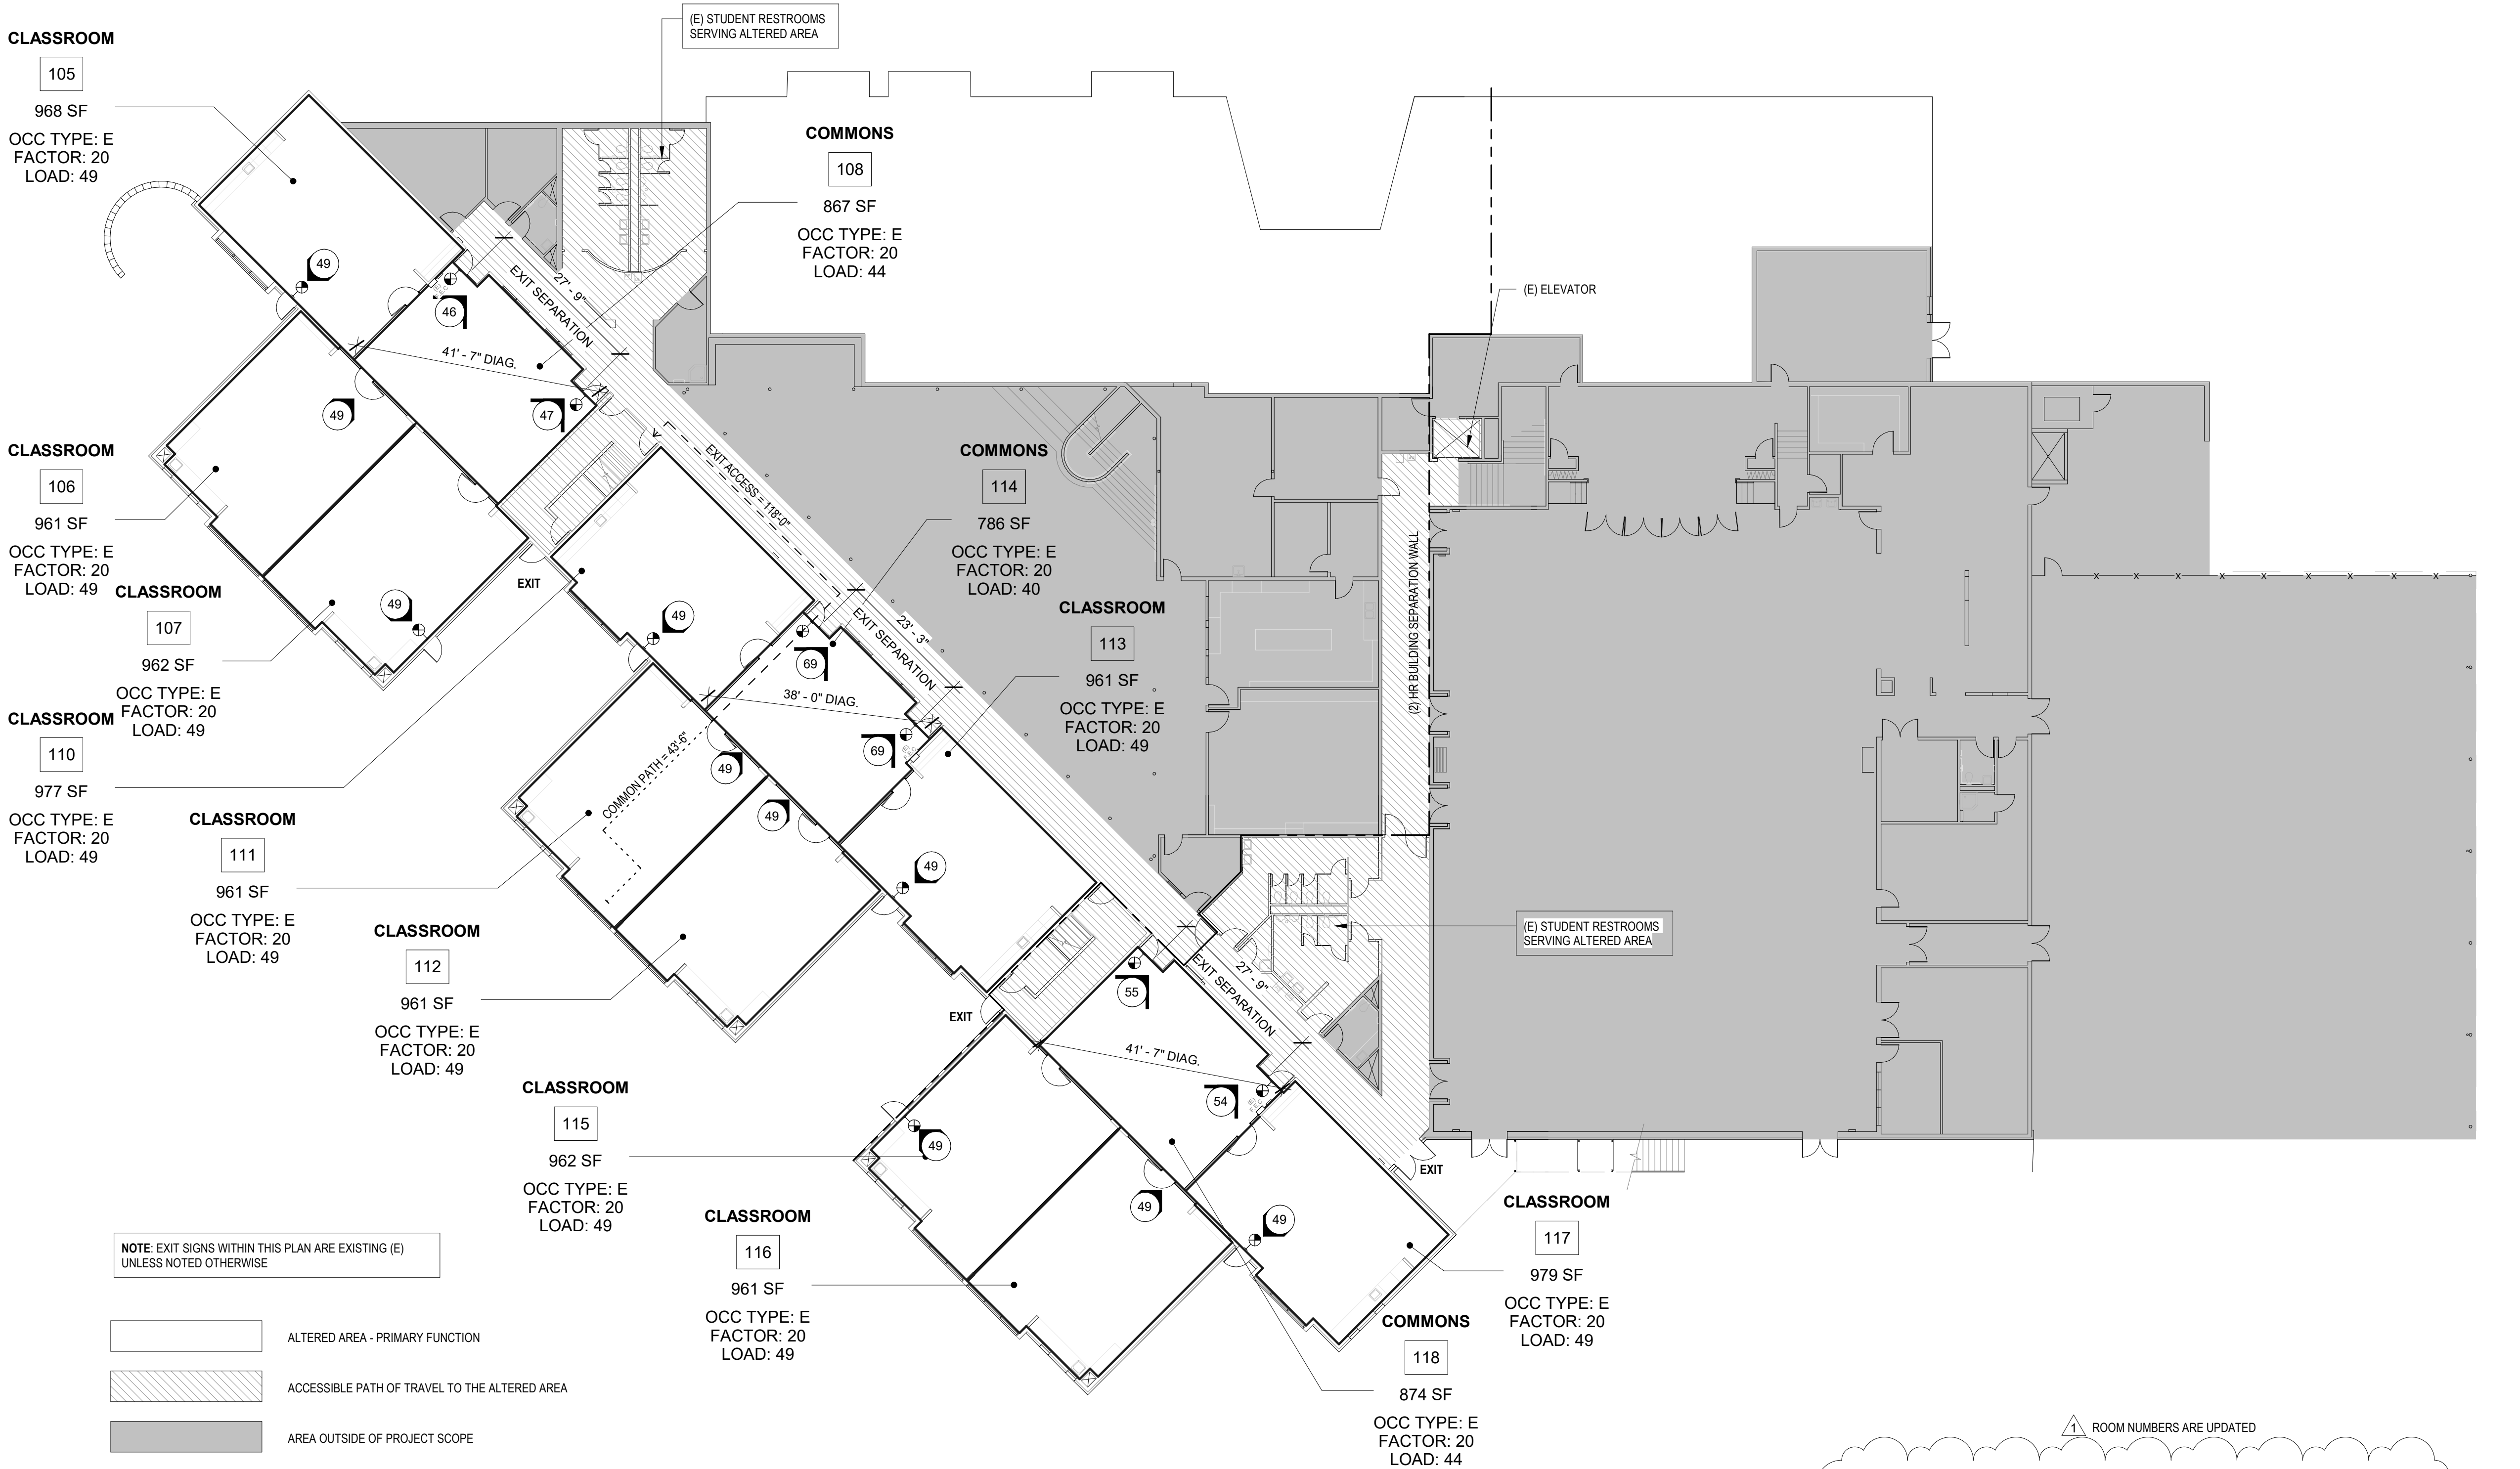 (E) STUDENT RESTROOMS
SERVING ALTERED AREA
CLASSROOM
105
968 SF
OCC TYPE: E
FACTOR: 20
LOAD: 49
COMMONS
108
867 SF
OCC TYPE: E
FACTOR: 20
LOAD: 44
(E) ELEVATOR
49
46
47
49
49
27' - 9"
EXIT SEPARATION
41' - 7" DIAG.
CLASSROOM
106
961 SF
OCC TYPE: E
FACTOR: 20
LOAD: 49
CLASSROOM
107
962 SF
OCC TYPE: E
FACTOR: 20
LOAD: 49
EXIT
EXIT ACCESS = 118'-0"
COMMONS
114
786 SF
OCC TYPE: E
FACTOR: 20
LOAD: 40
CLASSROOM
113
961 SF
OCC TYPE: E
FACTOR: 20
LOAD: 49
(2) HR BUILDING SEPARATION WALL
49
69
69
49
49
49
23' - 3"
EXIT SEPARATION
38' - 0" DIAG.
COMMON PATH = 43'-6"
CLASSROOM
110
977 SF
OCC TYPE: E
FACTOR: 20
LOAD: 49
CLASSROOM
111
961 SF
OCC TYPE: E
FACTOR: 20
LOAD: 49
CLASSROOM
112
961 SF
OCC TYPE: E
FACTOR: 20
LOAD: 49
(E) STUDENT RESTROOMS
SERVING ALTERED AREA
EXIT
55
27' - 9"
EXIT SEPARATION
41' - 7" DIAG.
54
49
49
49
EXIT
CLASSROOM
115
962 SF
OCC TYPE: E
FACTOR: 20
LOAD: 49
CLASSROOM
116
961 SF
OCC TYPE: E
FACTOR: 20
LOAD: 49
CLASSROOM
117
979 SF
OCC TYPE: E
FACTOR: 20
LOAD: 49
COMMONS
118
874 SF
OCC TYPE: E
FACTOR: 20
LOAD: 44
NOTE: EXIT SIGNS WITHIN THIS PLAN ARE EXISTING (E)
UNLESS NOTED OTHERWISE
ALTERED AREA - PRIMARY FUNCTION
ACCESSIBLE PATH OF TRAVEL TO THE ALTERED AREA
AREA OUTSIDE OF PROJECT SCOPE
1 ROOM NUMBERS ARE UPDATED